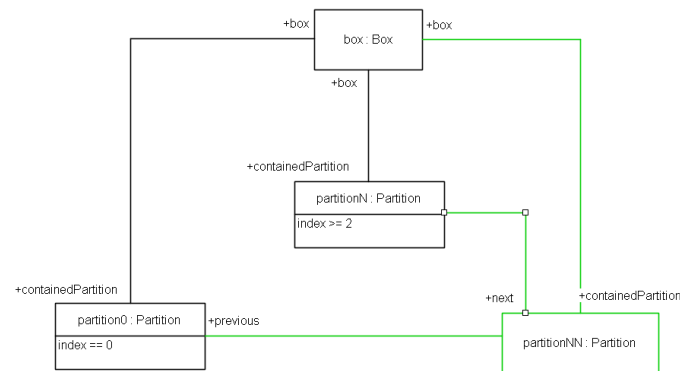 +box
+box
box : Box
+box
+containedPartition
partitionN : Partition
index >= 2
+containedPartition
+next
+containedPartition
partition0 : Partition
+previous
index == 0
partitionNN : Partition